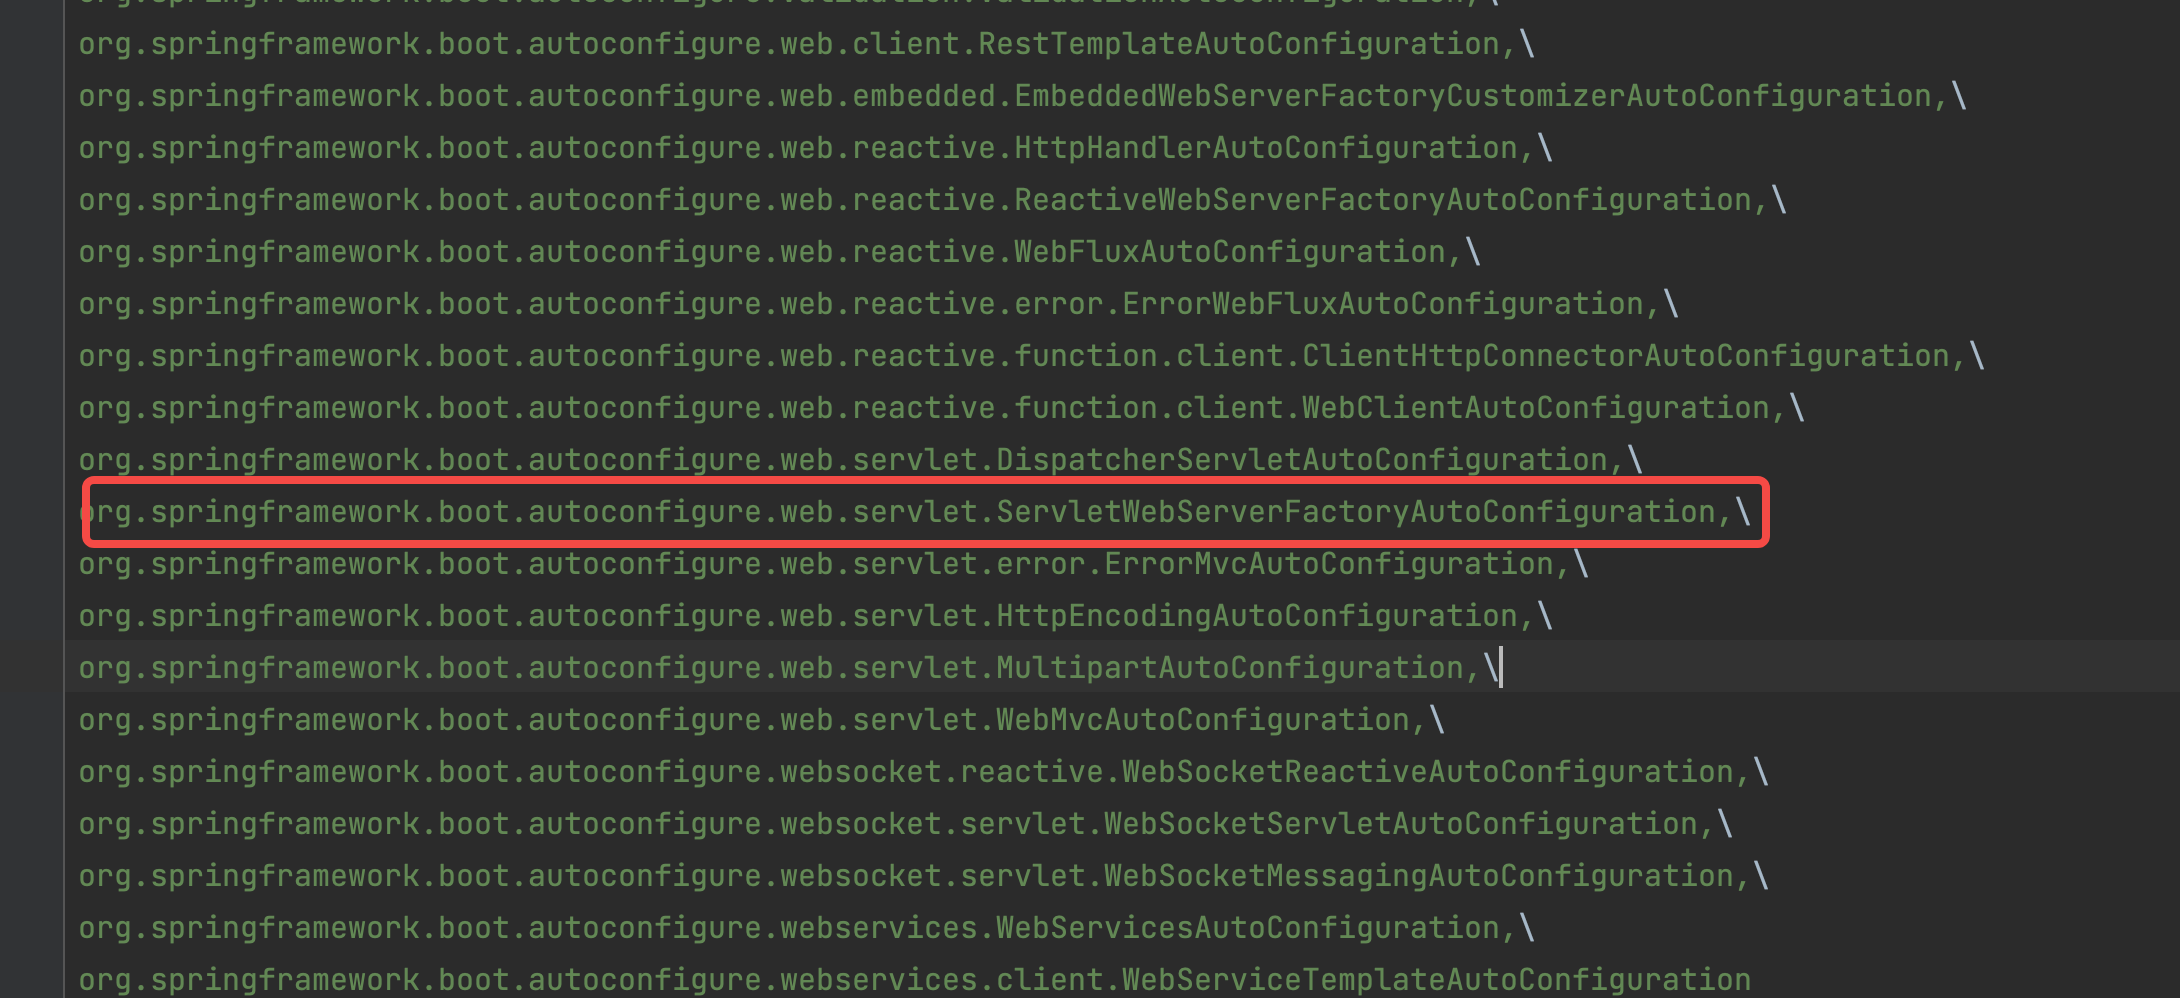 org.springframework.boot.autoconfigure.validation.ValidationAutoConfiguration,\
org.springframework.boot.autoconfigure.web.client.RestTemplateAutoConfiguration,\
org.springframework.boot.autoconfigure.web.embedded.EmbeddedWebServerFactoryCustomizerAutoConfiguration,\
org.springframework.boot.autoconfigure.web.reactive.HttpHandlerAutoConfiguration,\
org.springframework.boot.autoconfigure.web.reactive.ReactiveWebServerFactoryAutoConfiguration,\
org.springframework.boot.autoconfigure.web.reactive.WebFluxAutoConfiguration,\
org.springframework.boot.autoconfigure.web.reactive.error.ErrorWebFluxAutoConfiguration,\
org.springframework.boot.autoconfigure.web.reactive.function.client.ClientHttpConnectorAutoConfiguration,\
org.springframework.boot.autoconfigure.web.reactive.function.client.WebClientAutoConfiguration,\
org.springframework.boot.autoconfigure.web.servlet.DispatcherServletAutoConfiguration,\
org.springframework.boot.autoconfigure.web.servlet.ServletWebServerFactoryAutoConfiguration,\
org.springframework.boot.autoconfigure.web.servlet.error.ErrorMvcAutoConfiguration,\
org.springframework.boot.autoconfigure.web.servlet.HttpEncodingAutoConfiguration,\
org.springframework.boot.autoconfigure.web.servlet.MultipartAutoConfiguration,\
org.springframework.boot.autoconfigure.web.servlet.WebMvcAutoConfiguration,\
org.springframework.boot.autoconfigure.websocket.reactive.WebSocketReactiveAutoConfiguration,\
org.springframework.boot.autoconfigure.websocket.servlet.WebSocketServletAutoConfiguration,\
org.springframework.boot.autoconfigure.websocket.servlet.WebSocketMessagingAutoConfiguration,\
org.springframework.boot.autoconfigure.webservices.WebServicesAutoConfiguration,\
org.springframework.boot.autoconfigure.webservices.client.WebServiceTemplateAutoConfiguration